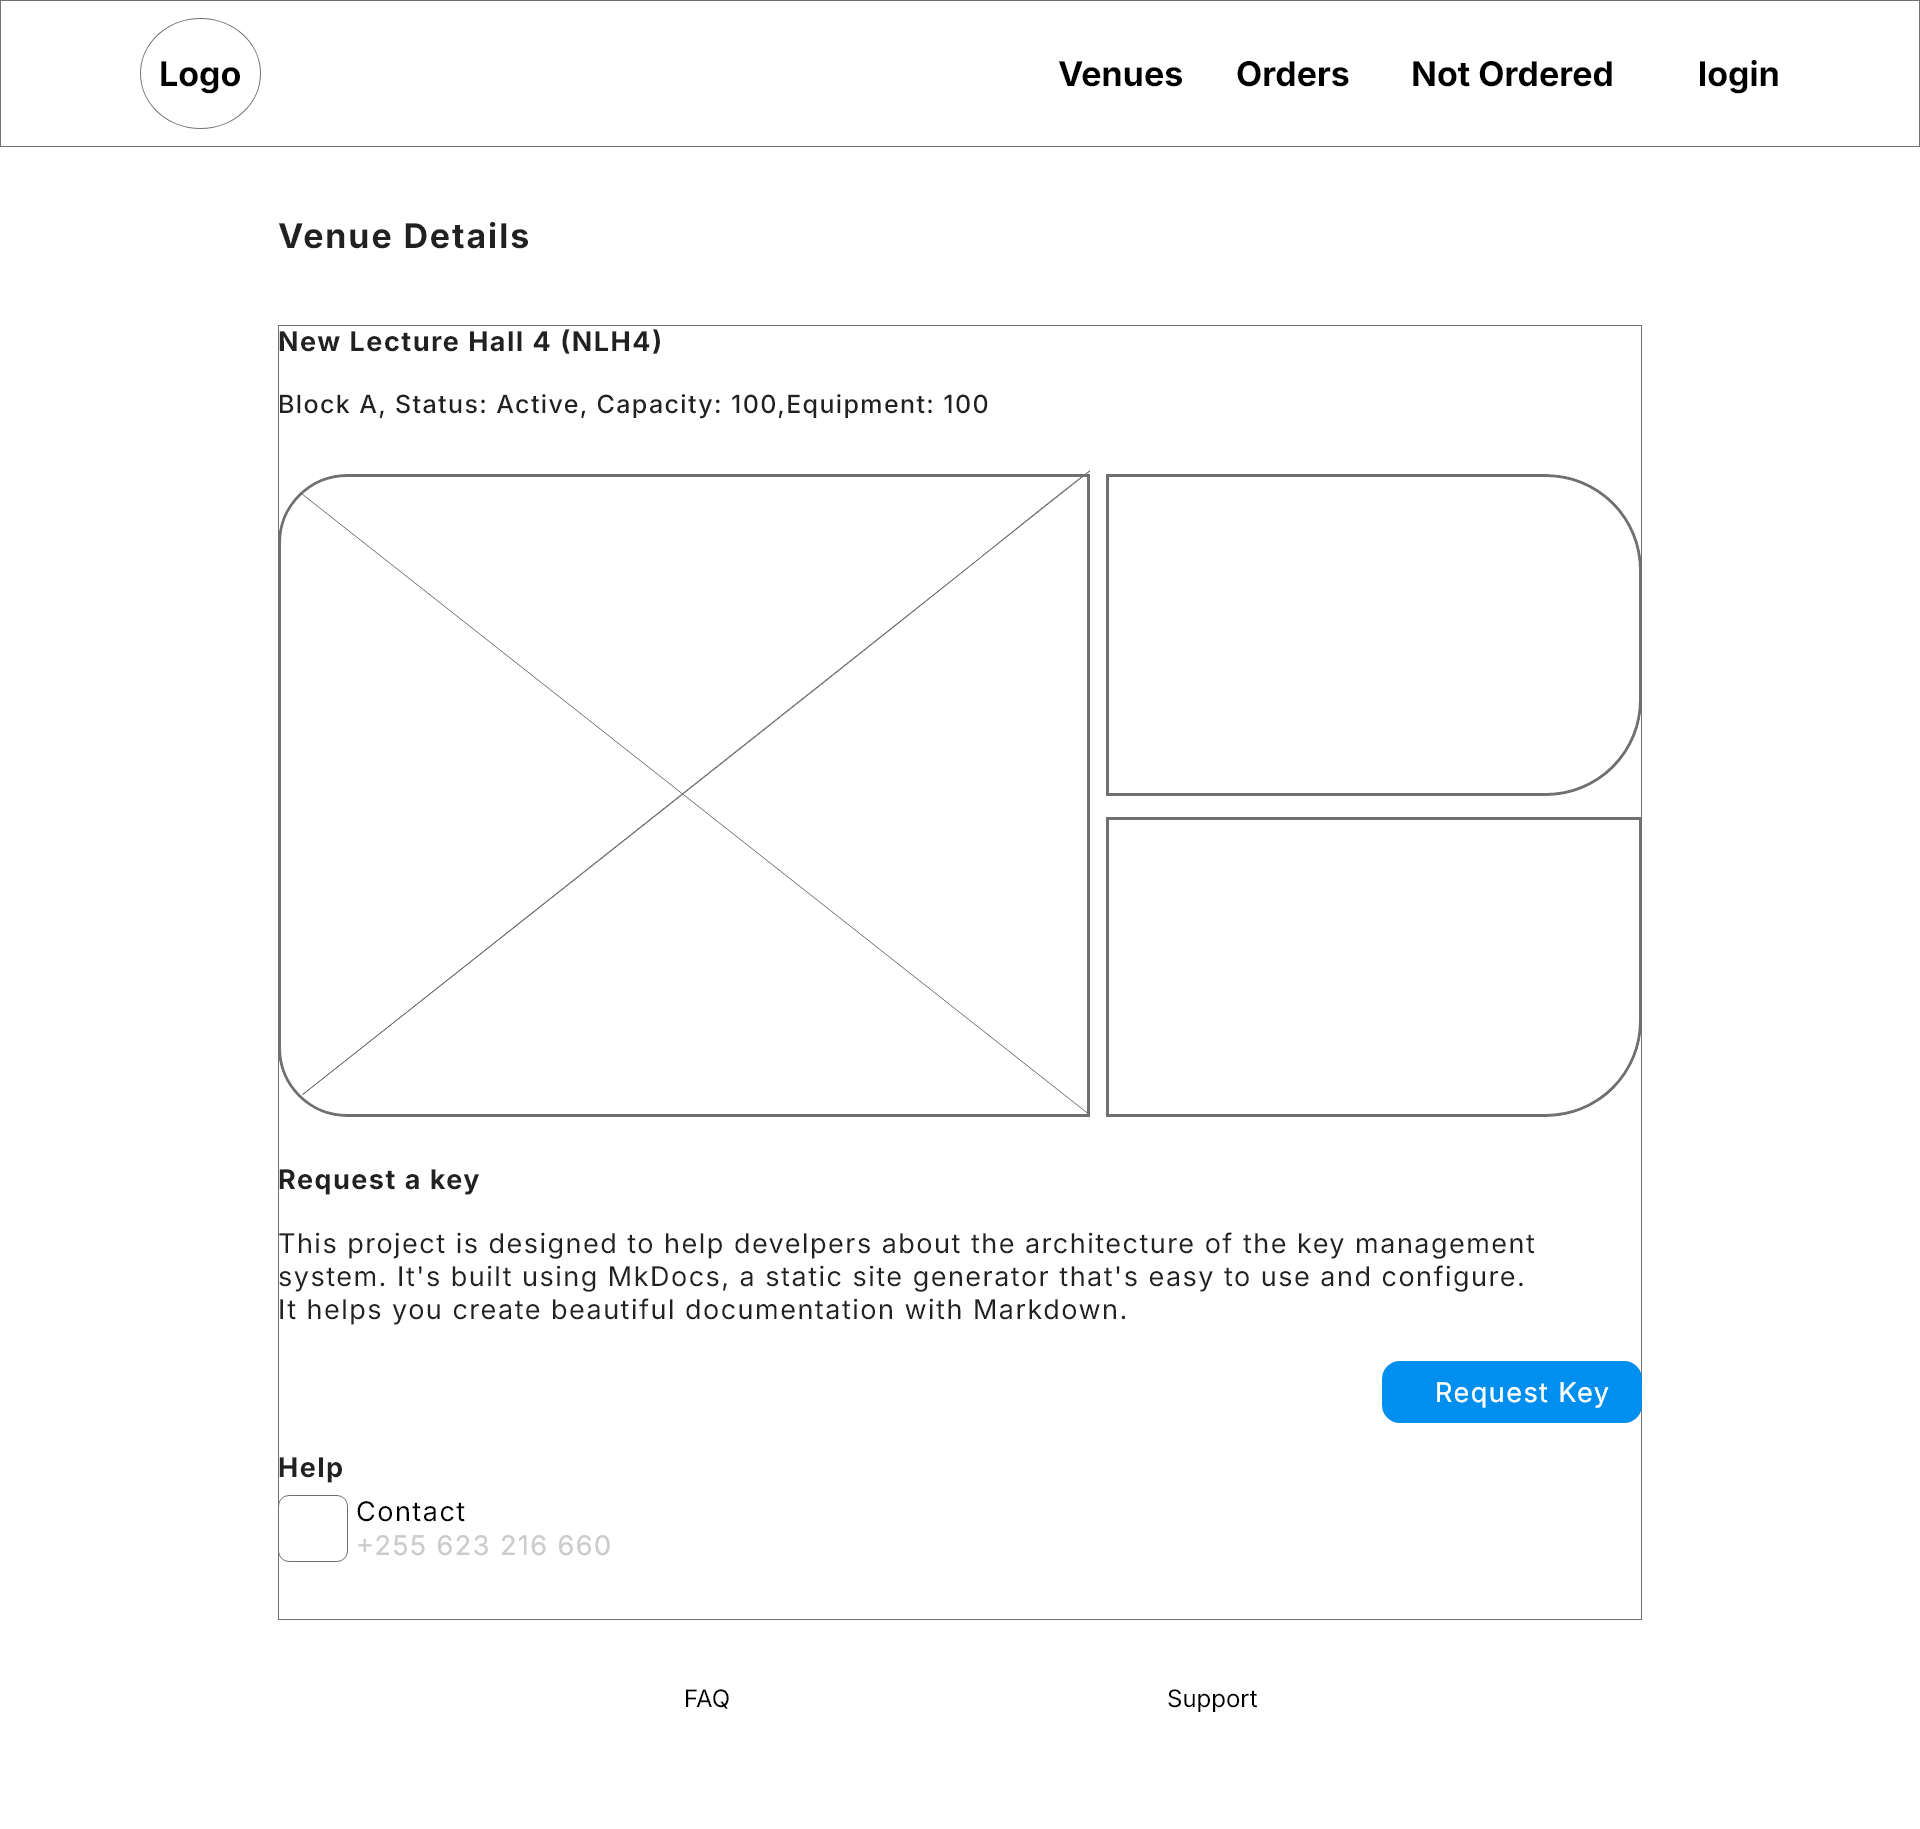 Logo
Venues Orders Not Ordered login
Venue Details
New Lecture Hall 4 (NLH4)
Block A, Status: Active, Capacity: 100,Equipment: 100
Request a key
This project is designed to help develpers about the architecture of the key management
system. It's built using MkDocs, a static site generator that's easy to use and configure.
It helps you create beautiful documentation with Markdown.
Request Key
Help
Contact
+255 623 216 660
FAQ Support